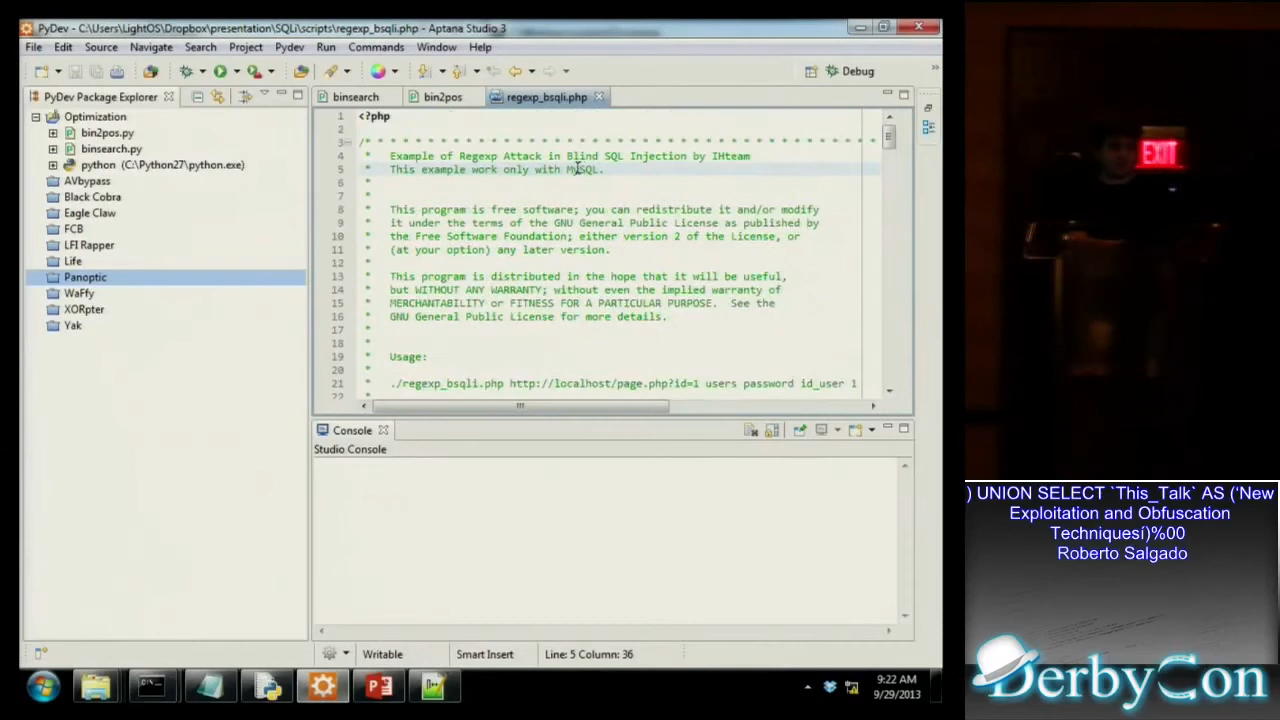 PyDev - C:\Users\LightOS\Dropbox\presentation\SQLi\scripts\regexp_bsqli.php - Aptana Studio 3
File Edit Source Navigate Search Project Pydev Run Commands Window Help
Debug
PyDev Package Explorer
binsearch
bin2pos
regexp_bsqli.php
Optimization
bin2pos.py
binsearch.py
python (C:\Python27\python.exe)
AVbypass
Black Cobra
Eagle Claw
FCB
LFI Rapper
Life
Panoptic
WaFfy
XORpter
Yak
1 <?php
2
3 /* * * * * * * * * * * * * * * * * * * * * * * * * * * * * * * * * * * * * * * *
4 * Example of Regexp Attack in Blind SQL Injection by IHteam
5 * This example work only with MySQL.
6 *
7 *
8 * This program is free software; you can redistribute it and/or modify
9 * it under the terms of the GNU General Public License as published by
10 * the Free Software Foundation; either version 2 of the License, or
11 * (at your option) any later version.
12 *
13 * This program is distributed in the hope that it will be useful,
14 * but WITHOUT ANY WARRANTY; without even the implied warranty of
15 * MERCHANTABILITY or FITNESS FOR A PARTICULAR PURPOSE. See the
16 * GNU General Public License for more details.
17 *
18 *
19 * Usage:
20 *
21 * ./regexp_bsqli.php http://localhost/page.php?id=1 users password id_user 1
22 *
Console
Studio Console
Writable
Smart Insert
Line: 5 Column: 36
9:22 AM
9/29/2013
EXIT
) UNION SELECT `This_Talk` AS (‘New
Exploitation and Obfuscation
Techniquesí)%00
Roberto Salgado
DerbyCon